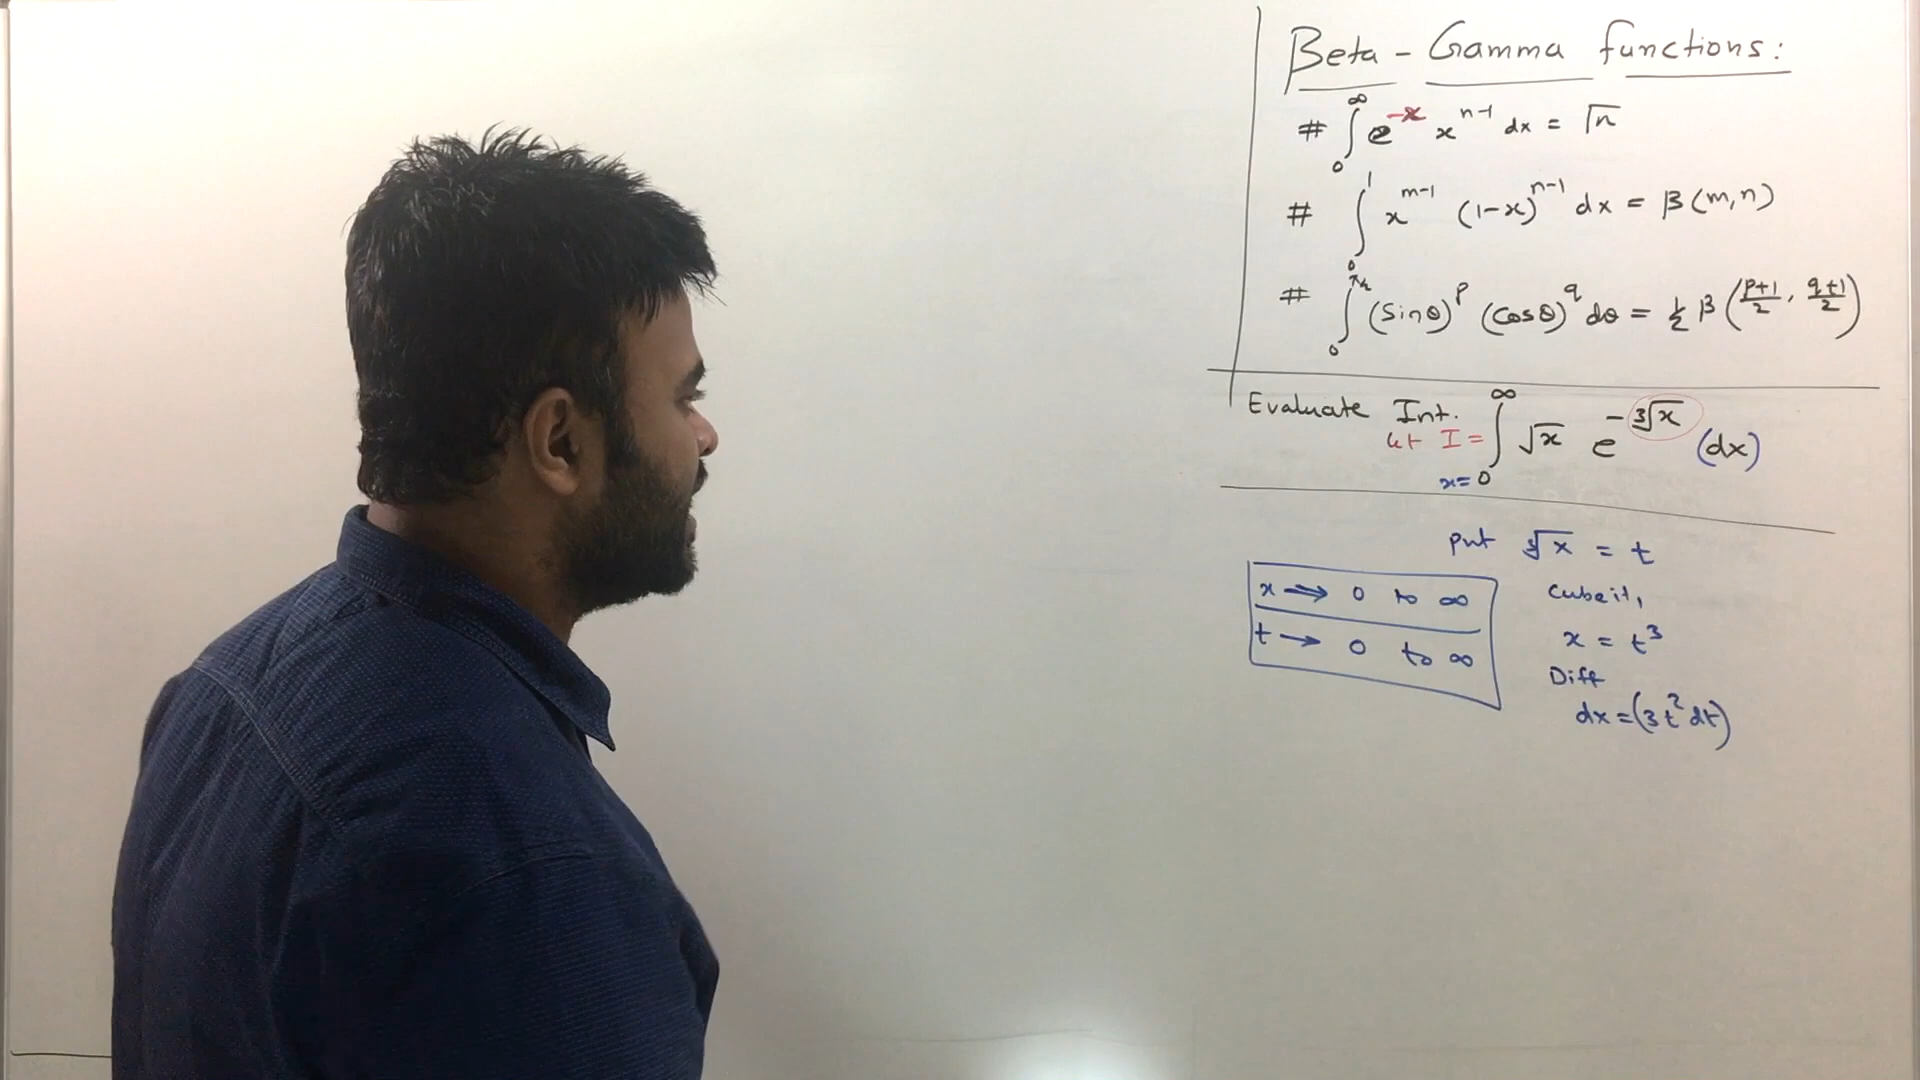 Beta - Gamma functions:
# ∫₀^∞ e^{-x} x^{n-1} dx = √n
# ∫₀^1 x^{m-1} (1-x)^{n-1} dx = β(m,n)
# ∫₀^{π/2} (Sinθ)^p (Cosθ)^q dθ = ½ β(p+1/2, q+1/2)
Evaluate Int.
let I = ∫_{x=0}^∞ √x e^{-∛x} (dx)
put ∛x = t
x → 0 to ∞
t → 0 to ∞
Cube it,
x = t³
Diff
dx = (3t² dt)